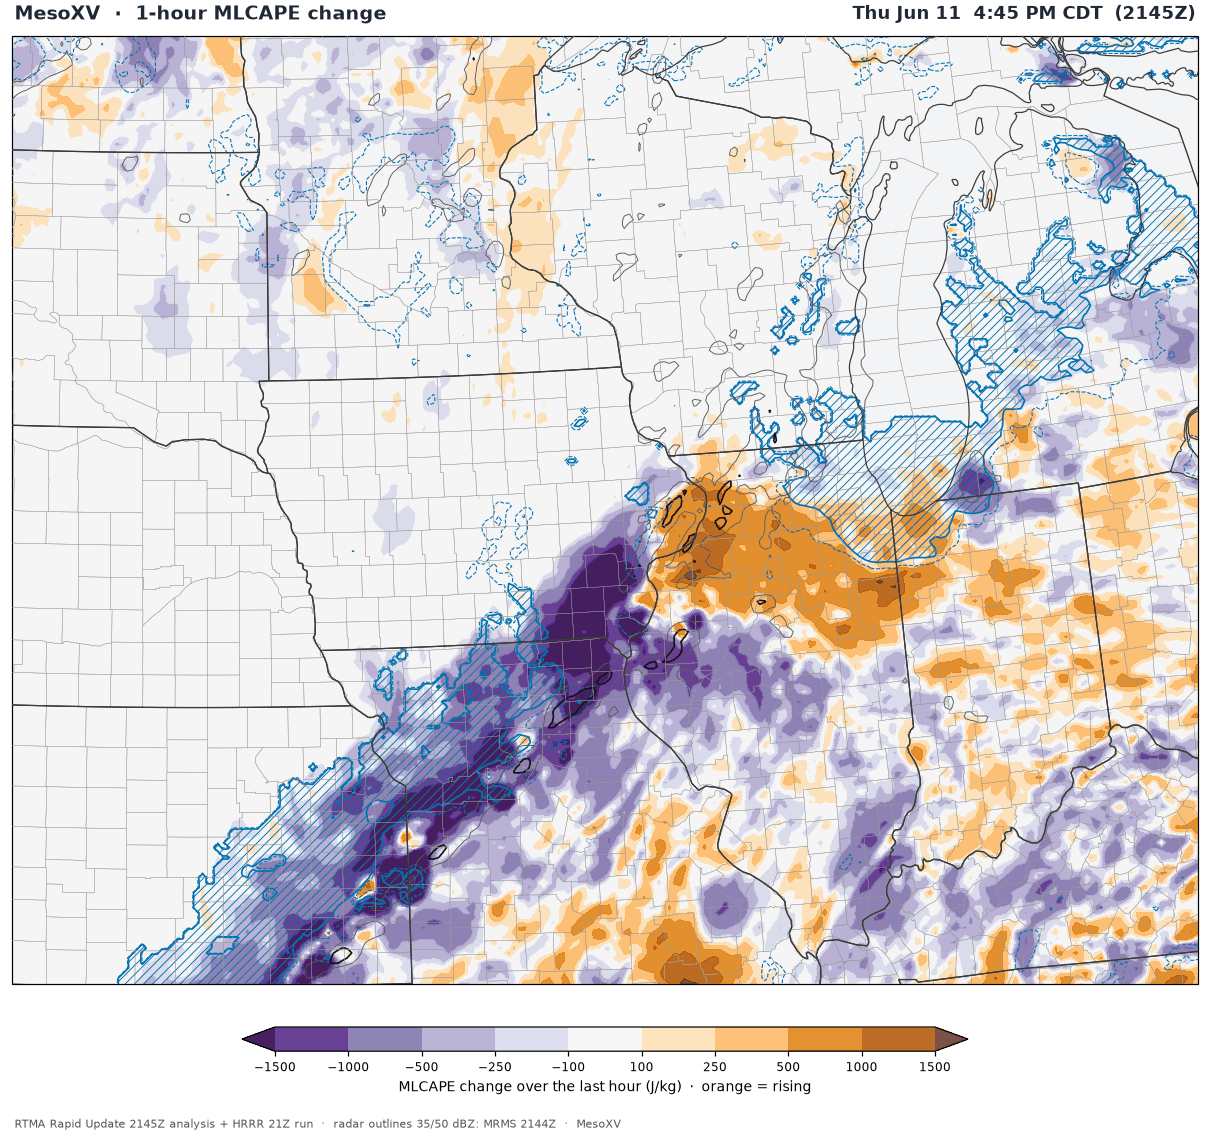 MesoXV · 1-hour MLCAPE change
Thu Jun 11 4:45 PM CDT (2145Z)
−1500 −1000 −500 −250 −100 100 250 500 1000 1500
MLCAPE change over the last hour (J/kg) · orange = rising
RTMA Rapid Update 2145Z analysis + HRRR 21Z run · radar outlines 35/50 dBZ: MRMS 2144Z · MesoXV